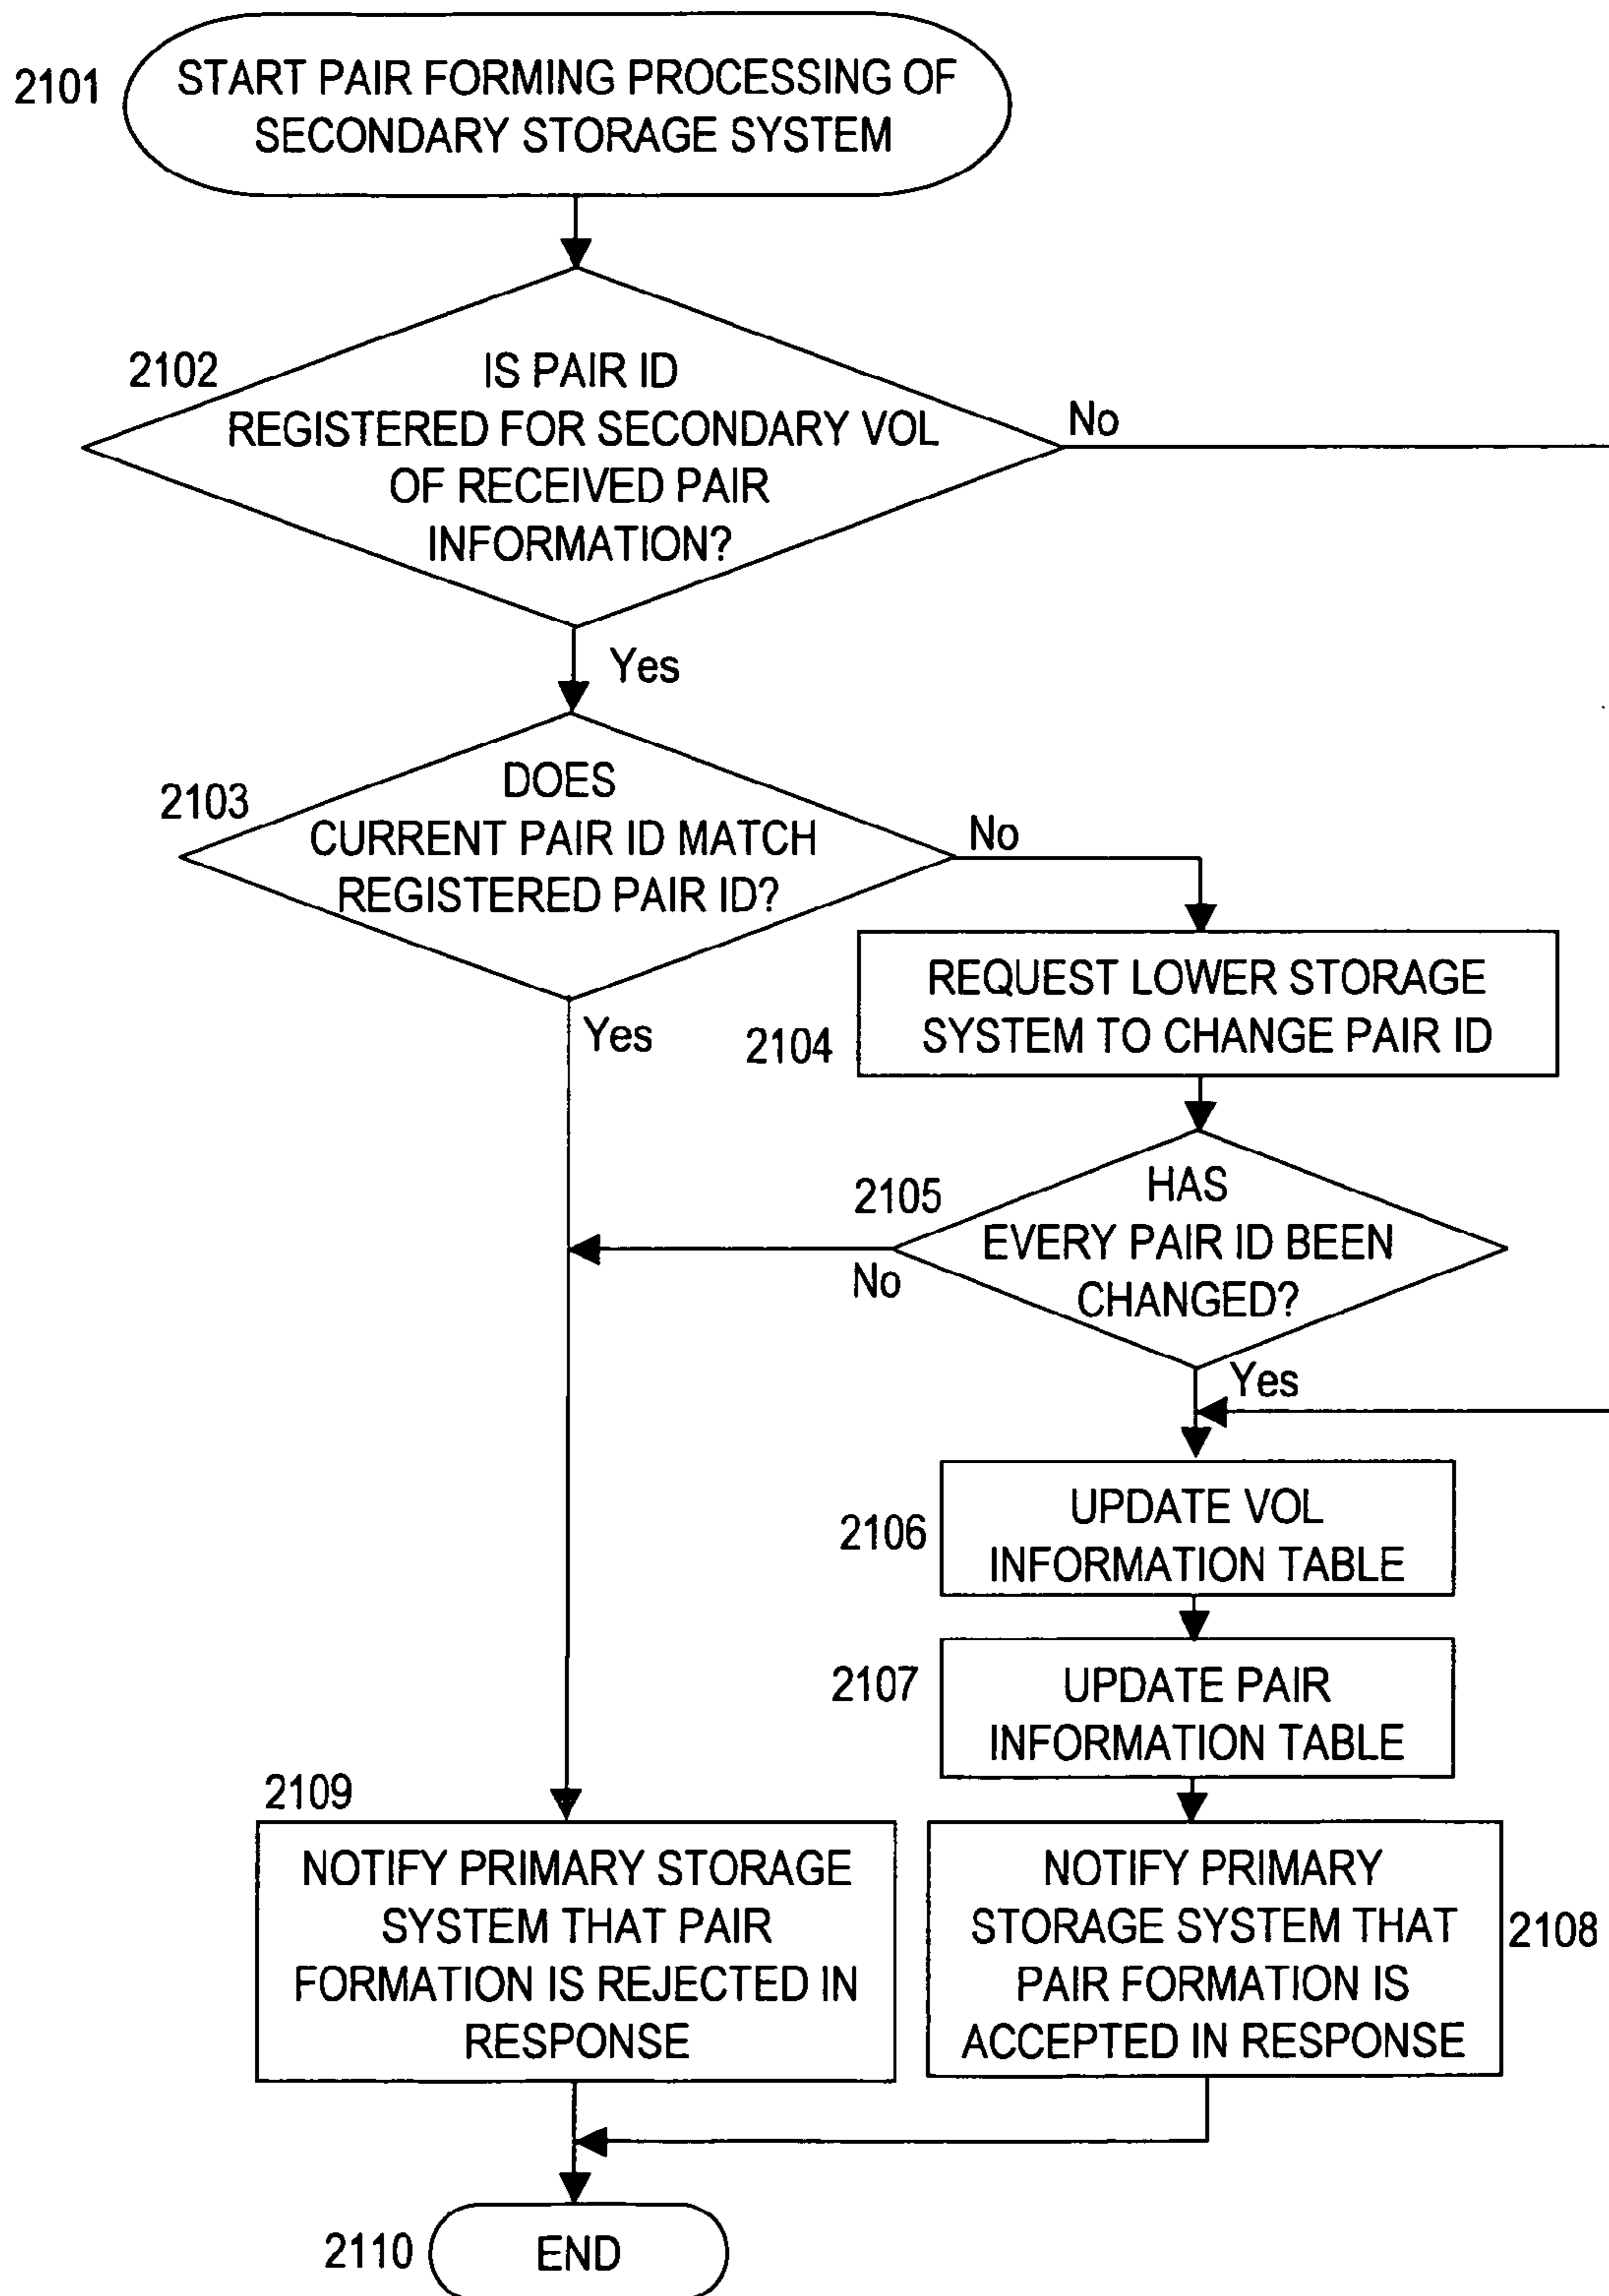 2101
START PAIR FORMING PROCESSING OF
SECONDARY STORAGE SYSTEM
2102
IS PAIR ID
REGISTERED FOR SECONDARY VOL
OF RECEIVED PAIR
INFORMATION?
No
Yes
2103
DOES
CURRENT PAIR ID MATCH
REGISTERED PAIR ID?
No
Yes
2104
REQUEST LOWER STORAGE
SYSTEM TO CHANGE PAIR ID
2105
HAS
EVERY PAIR ID BEEN
CHANGED?
No
Yes
2106
UPDATE VOL
INFORMATION TABLE
2107
UPDATE PAIR
INFORMATION TABLE
2109
NOTIFY PRIMARY STORAGE
SYSTEM THAT PAIR
FORMATION IS REJECTED IN
RESPONSE
NOTIFY PRIMARY
STORAGE SYSTEM THAT
PAIR FORMATION IS
ACCEPTED IN RESPONSE
2108
2110
END